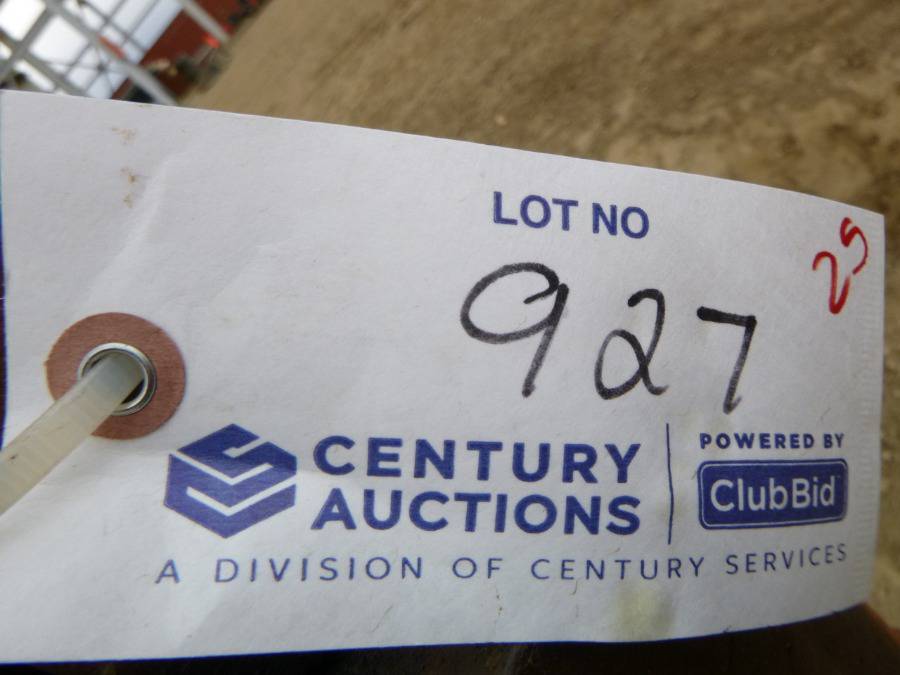 LOT NO
25
927
CENTURY
AUCTIONS
POWERED BY
ClubBid
A DIVISION OF CENTURY SERVICES